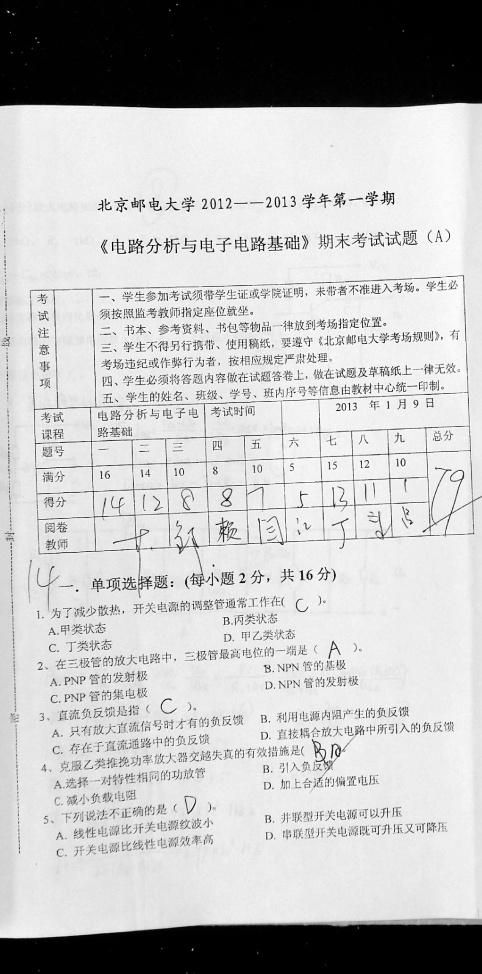 北京邮电大学 2012——2013 学年第一学期
《电路分析与电子电路基础》期末考试试题（A）
考试注意事项
一、学生参加考试须带学生证或学院证明，未带者不准进入考场。学生必
须按照监考教师指定座位就坐。
二、书本、参考资料、书包等物品一律放到考场指定位置。
三、学生不得另行携带、使用稿纸，要遵守《北京邮电大学考场规则》，有
考场违纪或作弊行为者，按相应规定严肃处理。
四、学生必须将答题内容做在试题答卷上，做在试题及草稿纸上一律无效。
五、学生的姓名、班级、学号、班内序号等信息由教材中心统一印制。
考试课程 电路分析与电子电路基础 考试时间 2013 年 1 月 9 日
题号 一 二 三 四 五 六 七 八 九 总分
满分 16 14 10 8 10 5 15 12 10
得分 14 12 8 8 7 5 13 11 1 79
阅卷教师
14
一．单项选择题：(每小题 2 分，共 16 分)
1. 为了减少散热，开关电源的调整管通常工作在( C )。
A.甲类状态 B.丙类状态
C. 丁类状态 D. 甲乙类状态
2、在三极管的放大电路中，三极管最高电位的一端是（ A ）。
A. PNP 管的发射极 B. NPN 管的基极
C. PNP 管的集电极 D. NPN 管的发射极
3、直流负反馈是指（ C ）。
A. 只有放大直流信号时才有的负反馈 B. 利用电源内阻产生的负反馈
C. 存在于直流通路中的负反馈 D. 直接耦合放大电路中所引入的负反馈
4、克服乙类推挽功率放大器交越失真的有效措施是(
A.选择一对特性相同的功放管 B. 引入负反馈
C. 减小负载电阻 D. 加上合适的偏置电压
5、下列说法不正确的是（ D ）。
A. 线性电源比开关电源纹波小 B. 并联型开关电源可以升压
C. 开关电源比线性电源效率高 D. 串联型开关电源既可升压又可降压